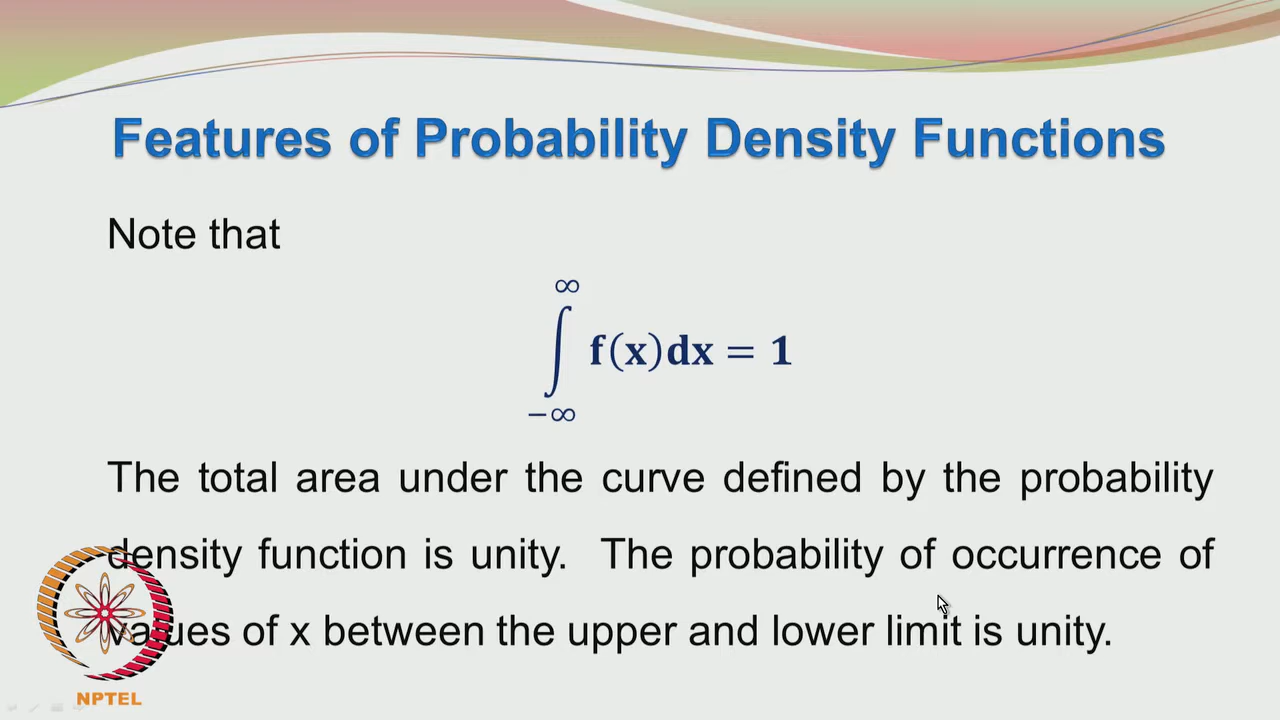 Features of Probability Density Functions
Note that
∞
∫ f(x)dx = 1
−∞
The total area under the curve defined by the probability
density function is unity. The probability of occurrence of
values of x between the upper and lower limit is unity.
NPTEL